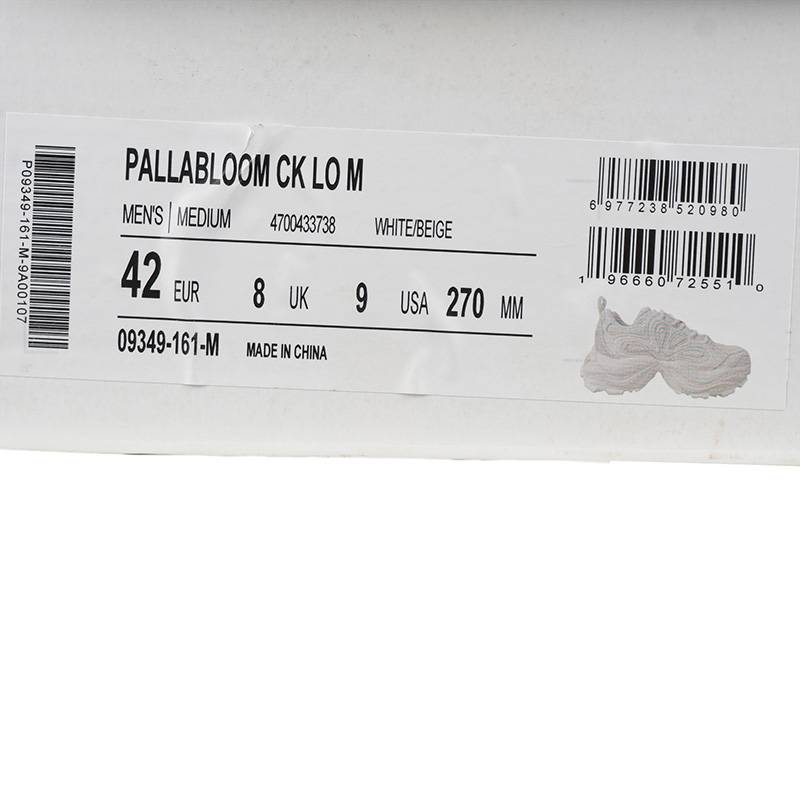 P09349-161-M-9A00107
PALLABLOOM CK LO M
MEN'S | MEDIUM 4700433738 WHITE/BEIGE
42 EUR 8 UK 9 USA 270 MM
09349-161-M MADE IN CHINA
6 977238 520980
1 96660 72551 0